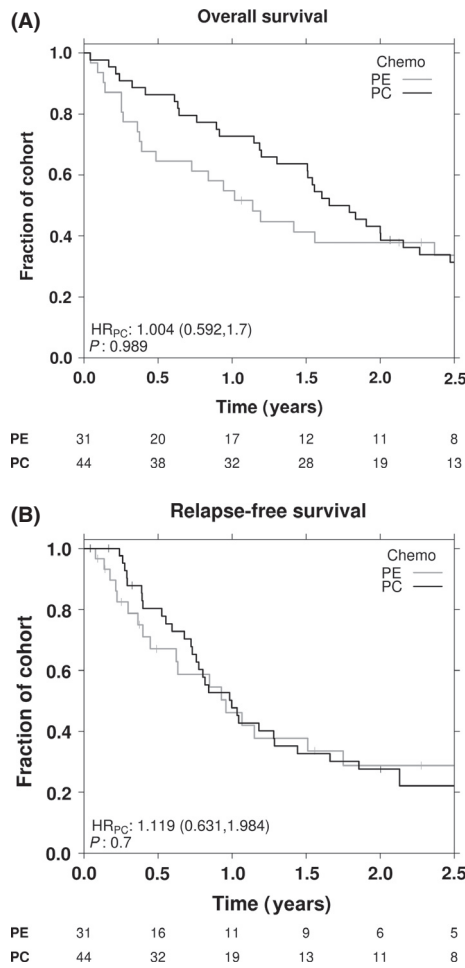 (A)
Overall survival
Chemo
PE
PC
1.0
0.8
0.6
0.4
0.2
0.0
Fraction of cohort
HRPC: 1.004 (0.592,1.7)
P: 0.989
0.0 0.5 1.0 1.5 2.0 2.5
Time (years)
PE 31 20 17 12 11 8
PC 44 38 32 28 19 13
(B)
Relapse-free survival
Chemo
PE
PC
1.0
0.8
0.6
0.4
0.2
Fraction of cohort
HRPC: 1.119 (0.631,1.984)
P: 0.7
0.0 0.5 1.0 1.5 2.0 2.5
Time (years)
PE 31 16 11 9 6 5
PC 44 32 19 13 11 8